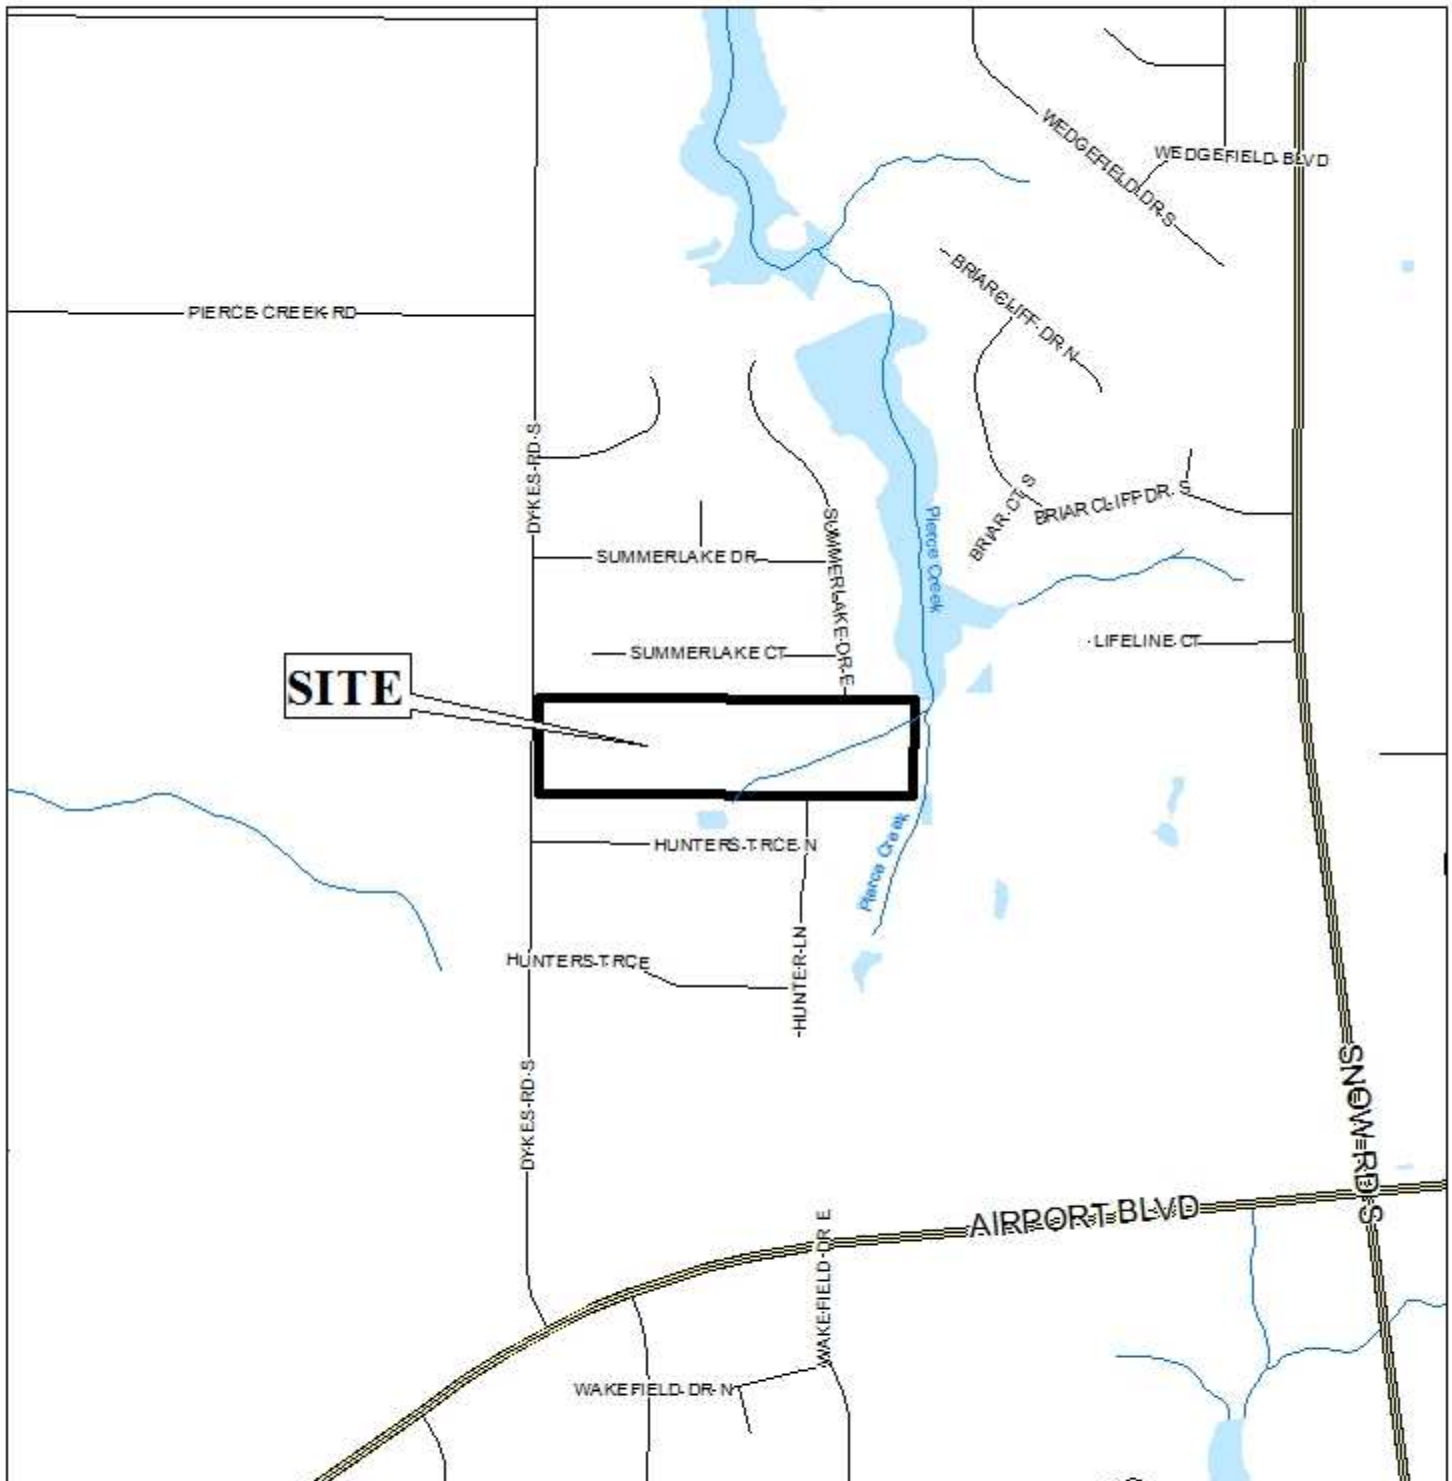 WEDGEFIELD DR S
WEDGEFIELD BLVD
BRIARCLIFF DR N
PIERCE CREEK RD
DYKES RD S
SUMMERLAKE DR
SUMMERLAKE DR E
Pierce Creek
BRIAR CT S
BRIARCLIFF DR S
LIFELINE CT
SUMMERLAKE CT
SITE
HUNTERS TRCE N
Pierce Creek
HUNTERS TRCE
HUNTER LN
DYKES RD S
SNOW RD S
AIRPORT BLVD
WAKEFIELD DR E
WAKEFIELD DR N